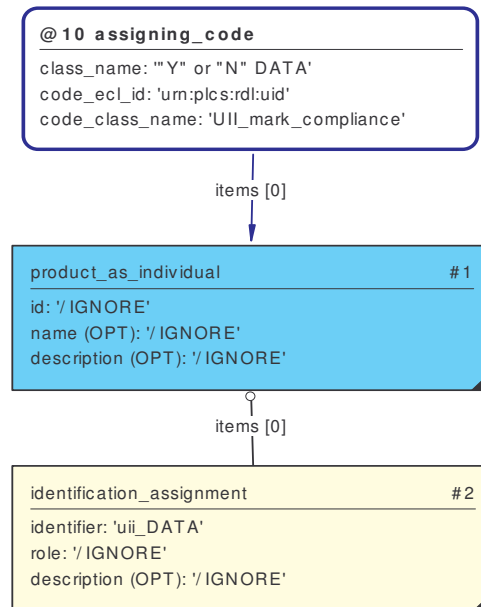 @10 assigning_code
class_name: '"Y" or "N" DATA'
code_ecl_id: 'urn:plcs:rdl:uid'
code_class_name: 'UII_mark_compliance'
items [0]
product_as_individual #1
id: '/IGNORE'
name (OPT): '/IGNORE'
description (OPT): '/IGNORE'
items [0]
identification_assignment #2
identifier: 'uii_DATA'
role: '/IGNORE'
description (OPT): '/IGNORE'